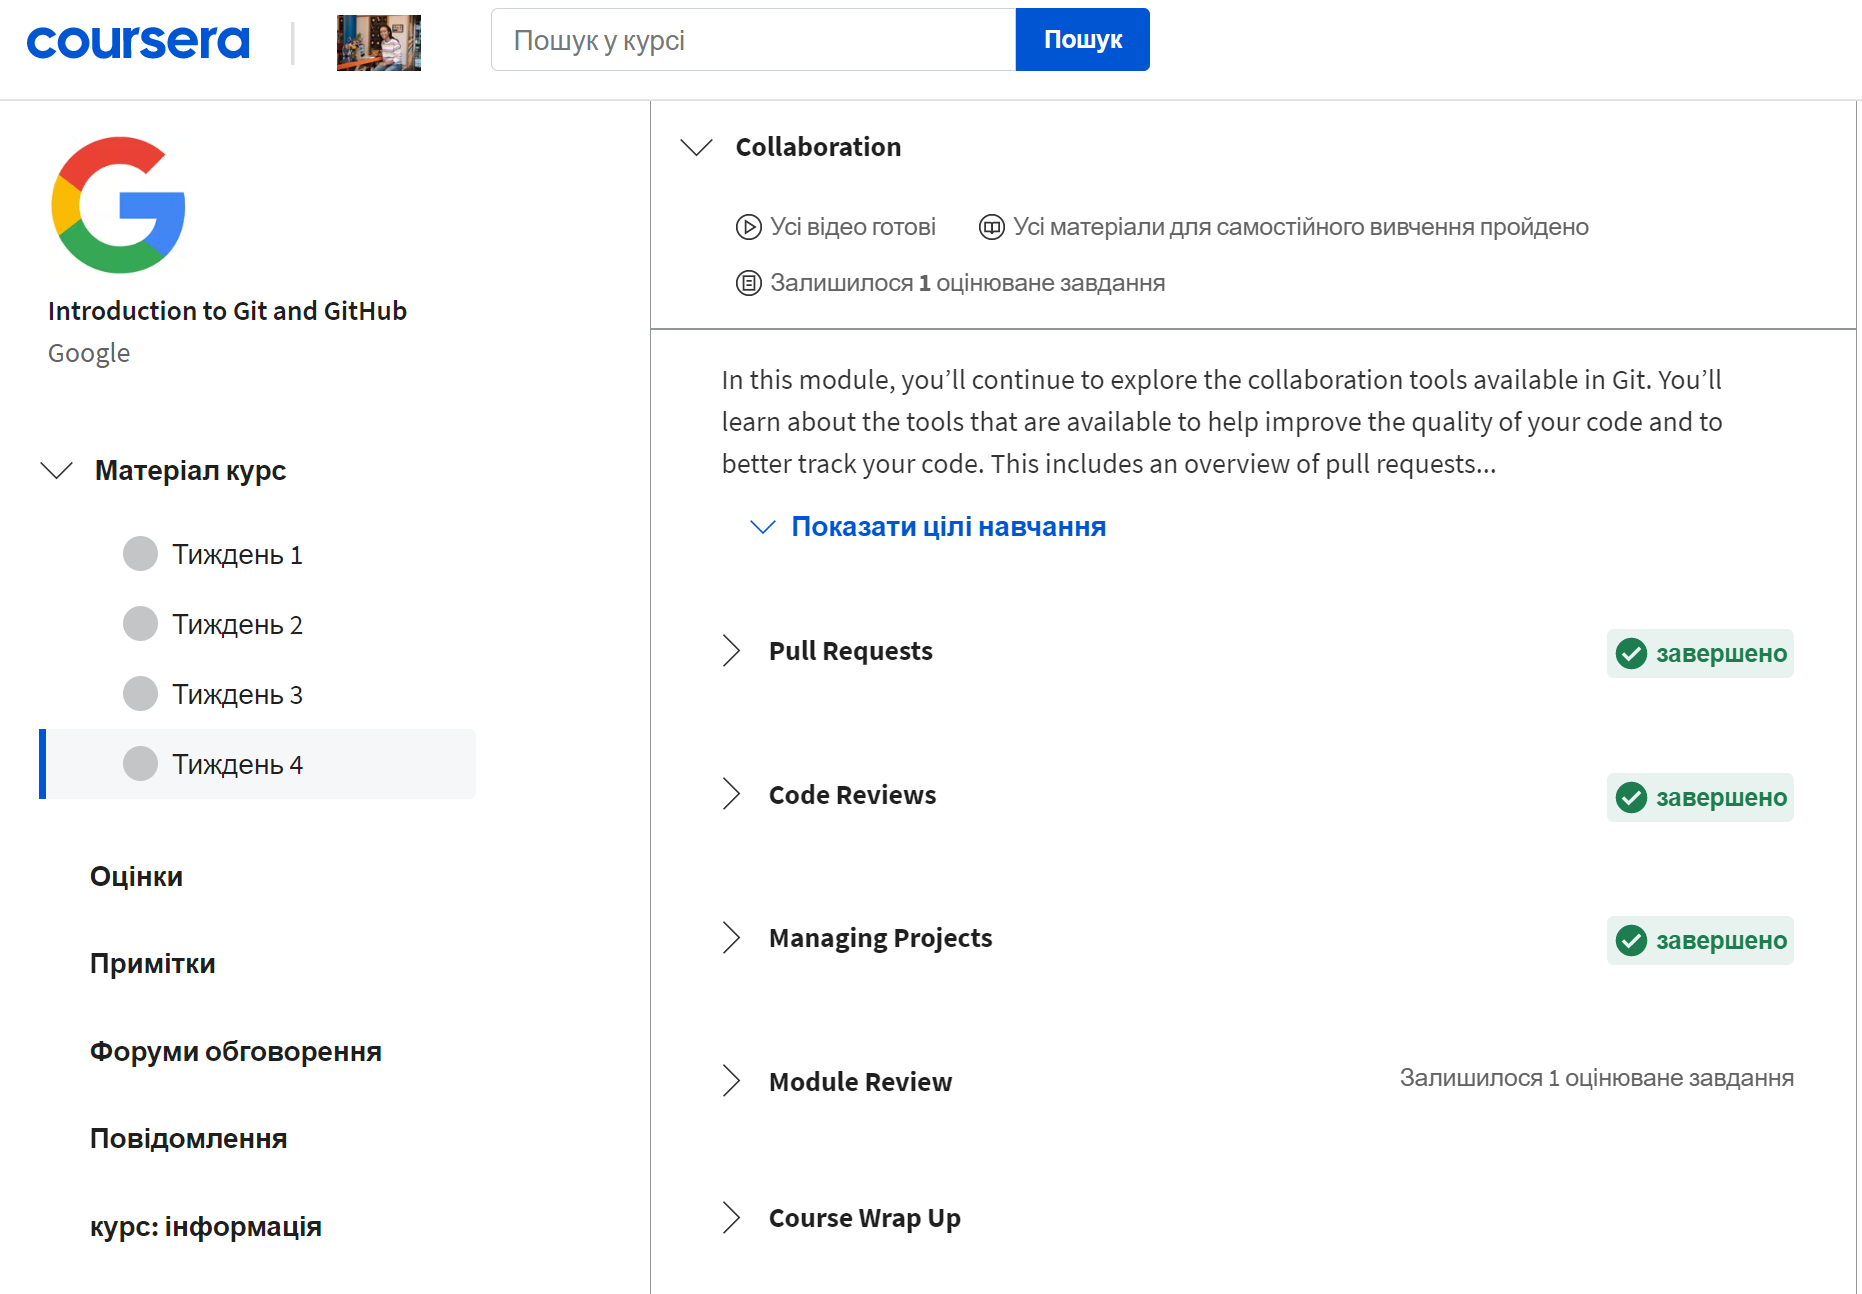 coursera
Пошук у курсі
Пошук
Introduction to Git and GitHub
Google
Матеріал курс
Тиждень 1
Тиждень 2
Тиждень 3
Тиждень 4
Оцінки
Примітки
Форуми обговорення
Повідомлення
курс: інформація
Collaboration
Усі відео готові
Усі матеріали для самостійного вивчення пройдено
Залишилося 1 оцінюване завдання
In this module, you’ll continue to explore the collaboration tools available in Git. You’ll
learn about the tools that are available to help improve the quality of your code and to
better track your code. This includes an overview of pull requests...
Показати цілі навчання
Pull Requests
завершено
Code Reviews
завершено
Managing Projects
завершено
Module Review
Залишилося 1 оцінюване завдання
Course Wrap Up